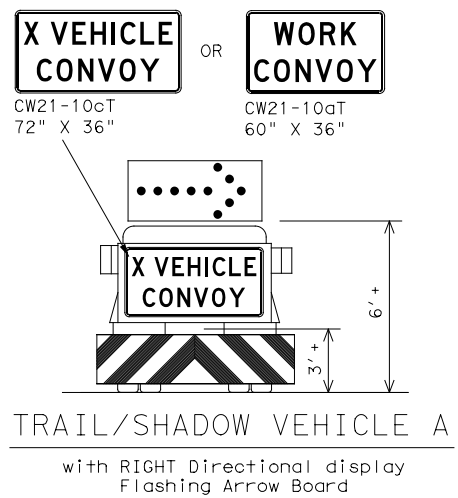 X VEHICLE
CONVOY
OR
WORK
CONVOY
CW21-10cT
72" X 36"
CW21-10aT
60" X 36"
X VEHICLE
CONVOY
6'+
3'+
TRAIL/SHADOW VEHICLE A
with RIGHT Directional display
Flashing Arrow Board